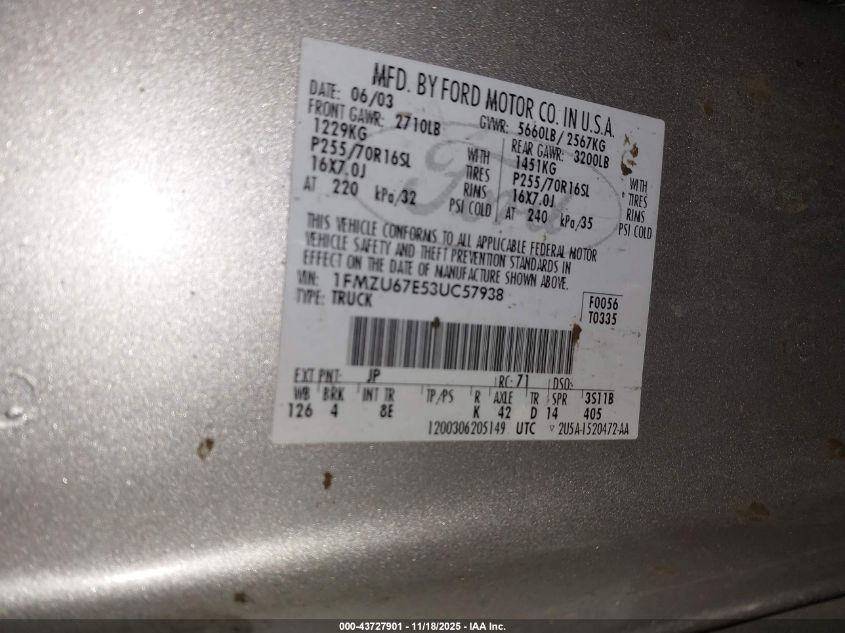 MFD. BY FORD MOTOR CO. IN U.S.A.
DATE: 06/03 GVWR: 5660LB/2567KG
FRONT GAWR: 2710LB REAR GAWR: 3200LB
1229KG WITH 1451KG WITH
P255/70R16SL TIRES P255/70R16SL TIRES
16X7.0J RIMS 16X7.0J RIMS
AT 220 kPa/32 PSI COLD AT 240 kPa/35 PSI COLD
THIS VEHICLE CONFORMS TO ALL APPLICABLE FEDERAL MOTOR
VEHICLE SAFETY AND THEFT PREVENTION STANDARDS IN
EFFECT ON THE DATE OF MANUFACTURE SHOWN ABOVE.
VIN: 1FMZU67E53UC57938 F0056
TYPE: TRUCK T0335
EXT PNT: JP RC: 71 DSO:
WB BRK INT TR TP/PS R AXLE TR SPR 3S11B
126 4 8E K 42 D 14 405
1200306205149 UTC ▽ 2U5A-1520472-AA
Ford
000-43727901 - 11/18/2025 - IAA Inc.